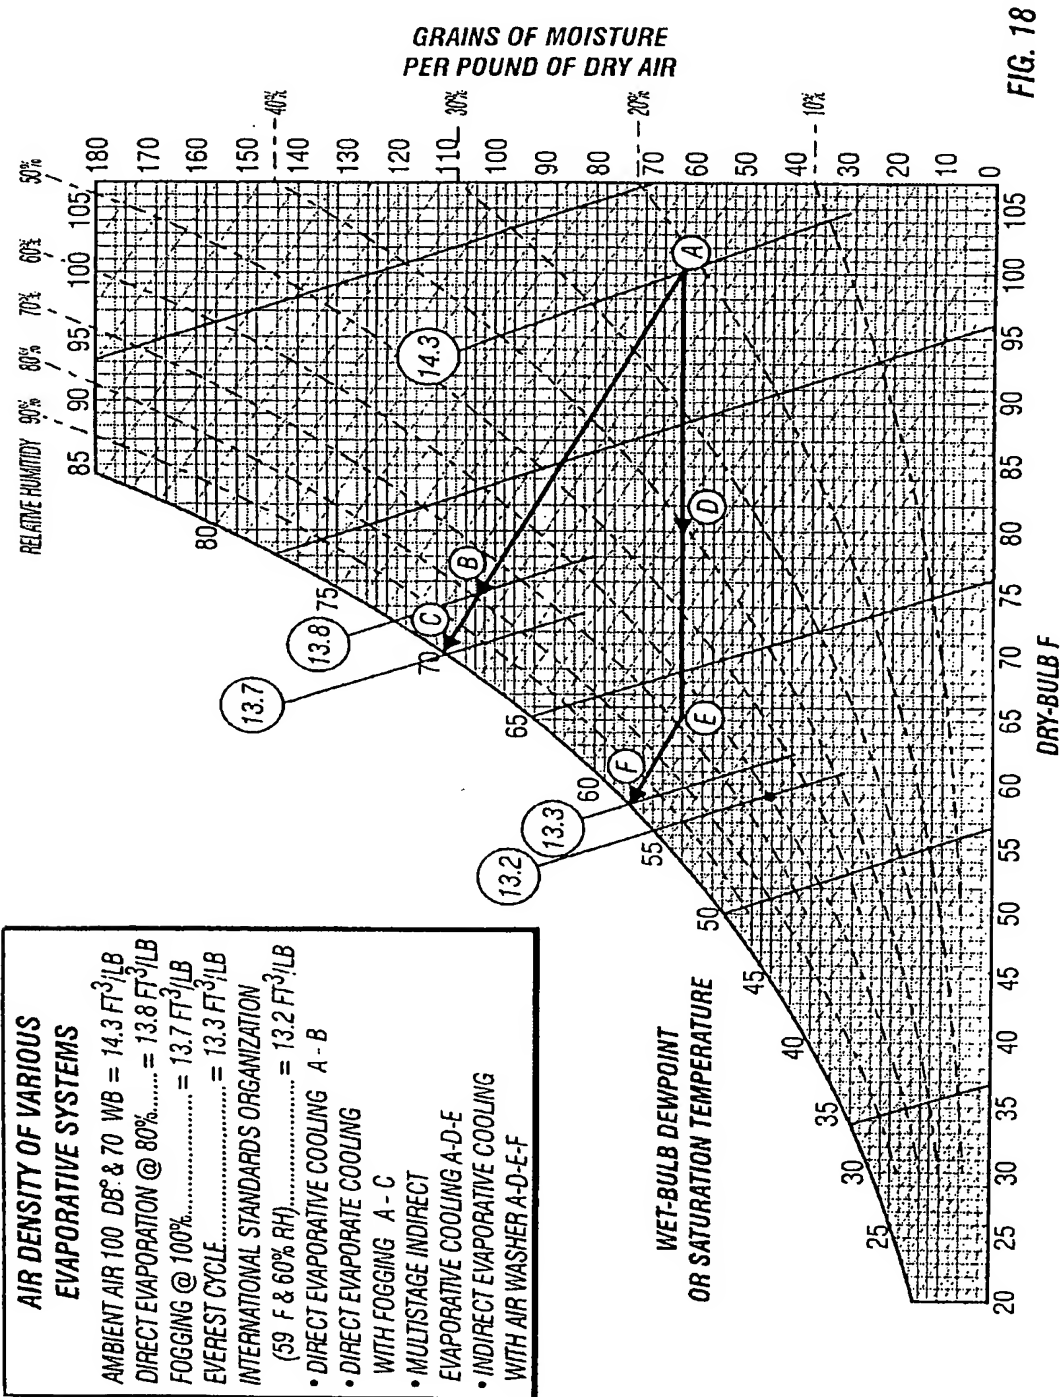 AIR DENSITY OF VARIOUS
EVAPORATIVE SYSTEMS
AMBIENT AIR 100 DB° & 70 WB = 14.3 FT³/LB
DIRECT EVAPORATION @ 80%....... = 13.8 FT³/LB
FOGGING @ 100%..................... = 13.7 FT³/LB
EVEREST CYCLE........................ = 13.3 FT³/LB
INTERNATIONAL STANDARDS ORGANIZATION
(59 F & 60% RH)................... = 13.2 FT³/LB
• DIRECT EVAPORATIVE COOLING A - B
• DIRECT EVAPORATE COOLING
WITH FOGGING A - C
• MULTISTAGE INDIRECT
EVAPORATIVE COOLING A-D-E
• INDIRECT EVAPORATIVE COOLING
WITH AIR WASHER A-D-E-F
WET-BULB DEWPOINT
OR SATURATION TEMPERATURE
25 30 35 40 45 50 55 60 65 70 75 80
RELATIVE HUMIDITY 90% 80% 70% 60% 50%
85 90 95 100 105
40%
30%
20%
10%
180
170
160
150
140
130
120
110
100
90
80
70
60
50
40
30
20
10
0
GRAINS OF MOISTURE
PER POUND OF DRY AIR
13.2
13.3
13.7
13.8
14.3
A
B
C
D
E
F
20 25 30 35 40 45 50 55 60 65 70 75 80 85 90 95 100 105
DRY-BULB F
FIG. 18